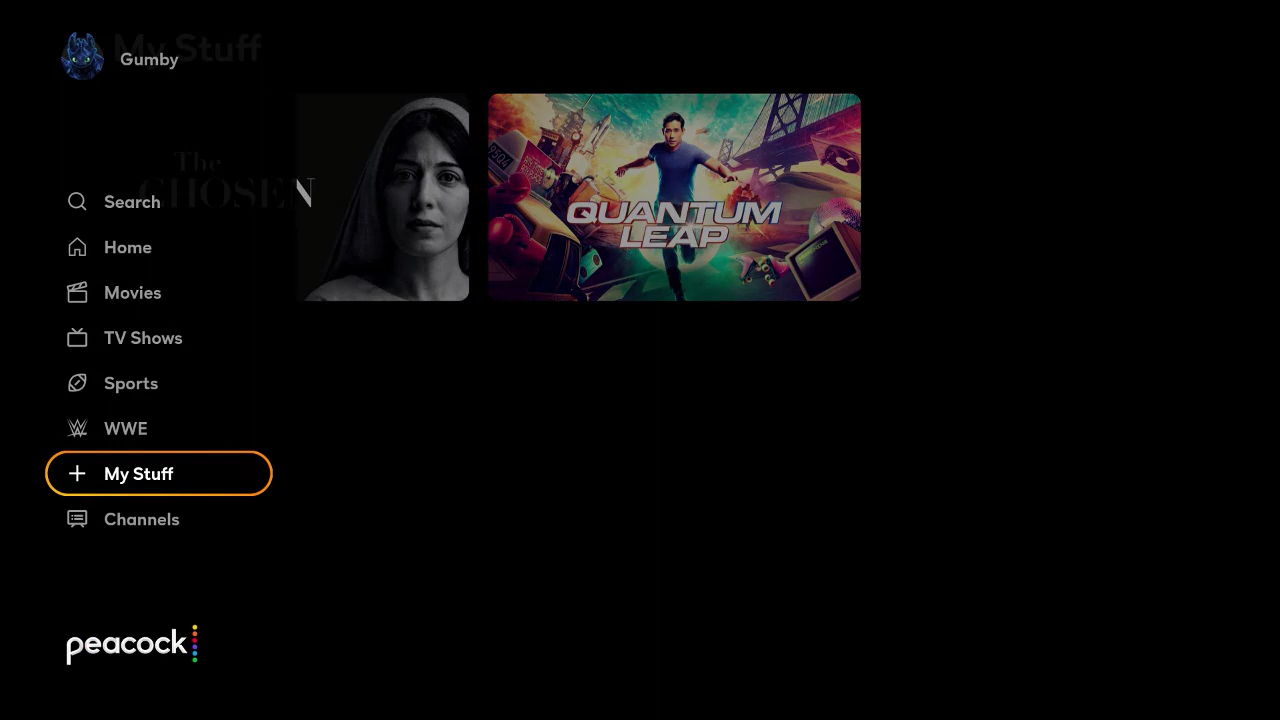 My Stuff
Gumby
The
CHOSEN
QUANTUM
LEAP
Search
Home
Movies
TV Shows
Sports
WWE
My Stuff
Channels
peacock